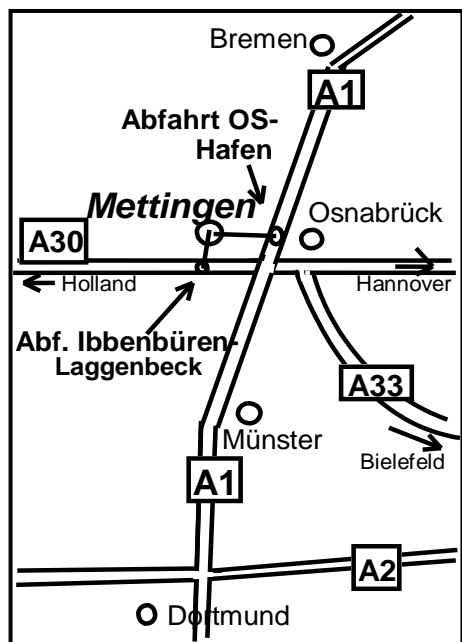 Bremen
A1
Abfahrt OS-
Hafen
Mettingen
Osnabrück
A30
Holland
Hannover
Abf. Ibbenbüren-
Laggenbeck
A33
Münster
Bielefeld
A1
A2
Dortmund